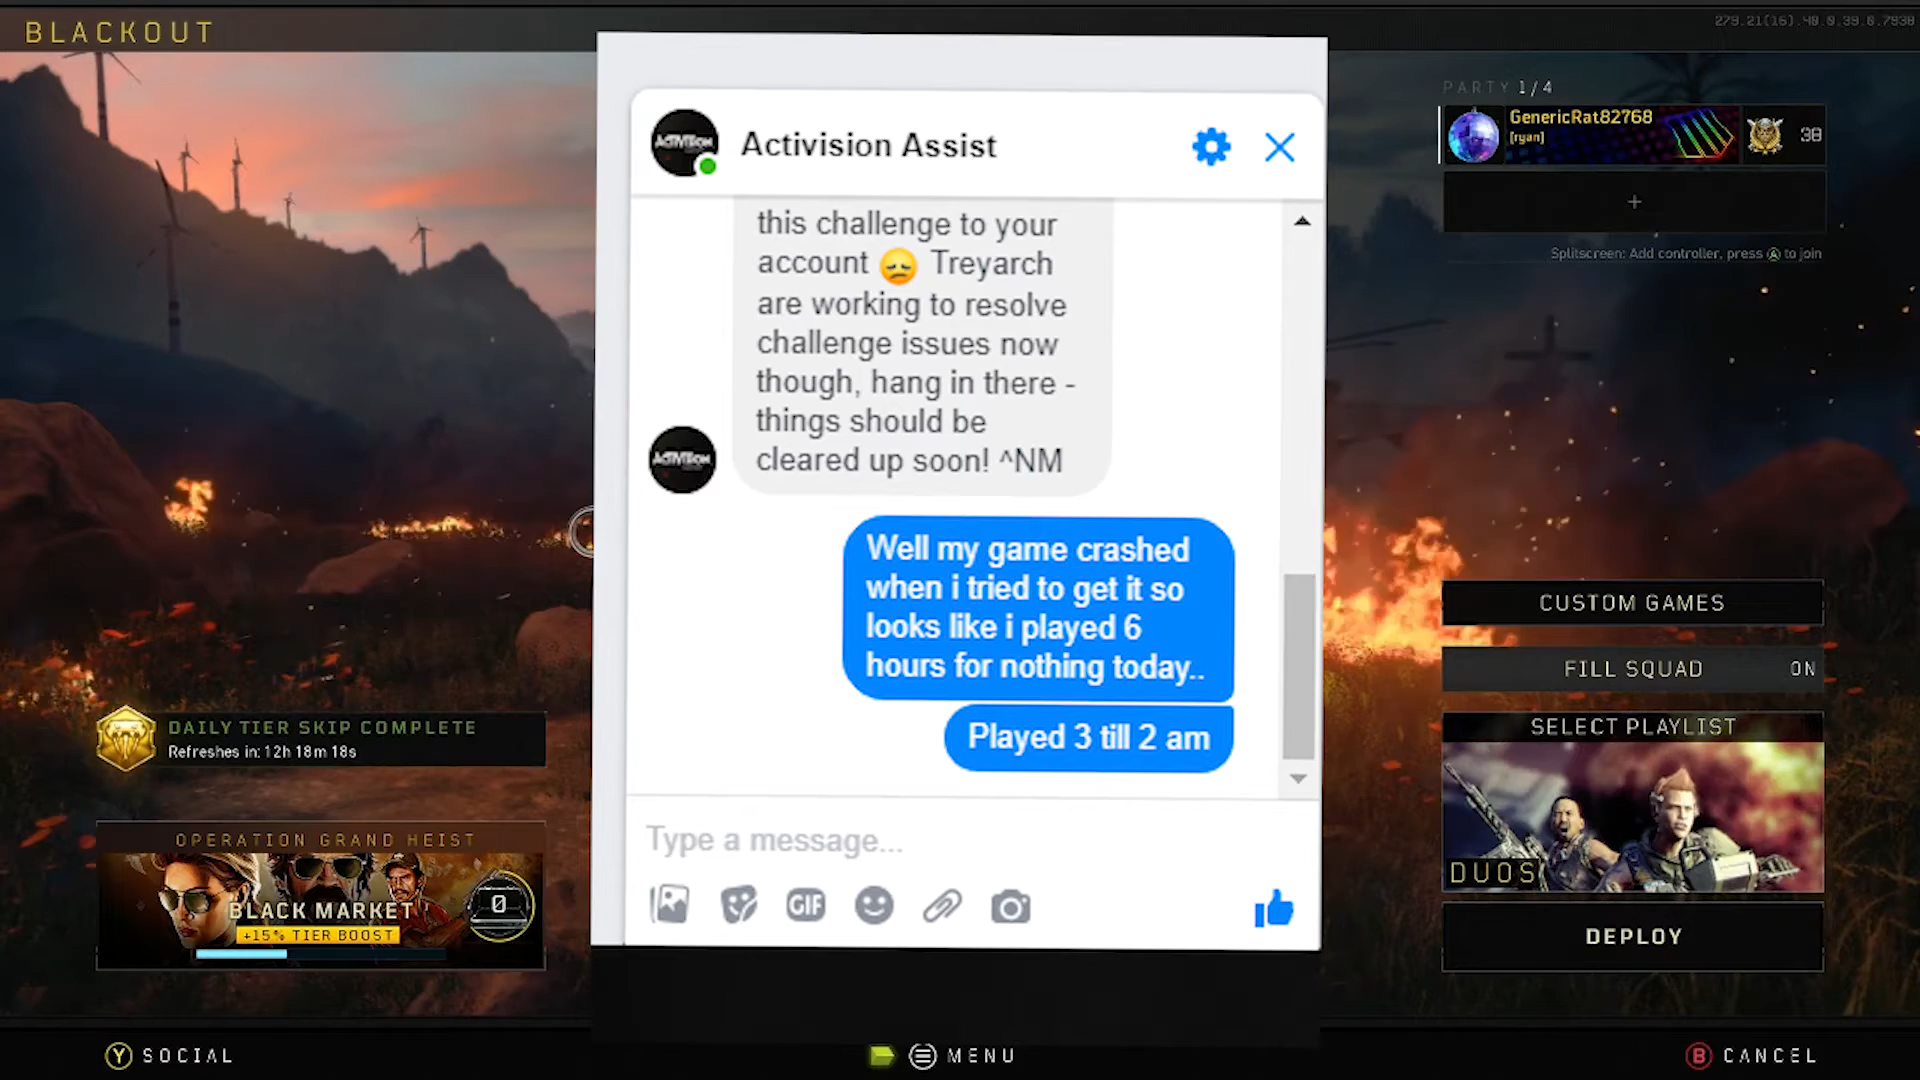 BLACKOUT
PARTY 1/4
GenericRat82768
[ryan]
38
Splitscreen: Add controller, press A to join
Activision Assist
this challenge to your
account 😞 Treyarch
are working to resolve
challenge issues now
though, hang in there -
things should be
cleared up soon! ^NM
Well my game crashed
when i tried to get it so
looks like i played 6
hours for nothing today..
Played 3 till 2 am
Type a message...
GIF
DAILY TIER SKIP COMPLETE
Refreshes in: 12h 18m 18s
OPERATION GRAND HEIST
BLACK MARKET
0
+15% TIER BOOST
CUSTOM GAMES
FILL SQUAD ON
SELECT PLAYLIST
DUOS
DEPLOY
Y SOCIAL
MENU
B CANCEL